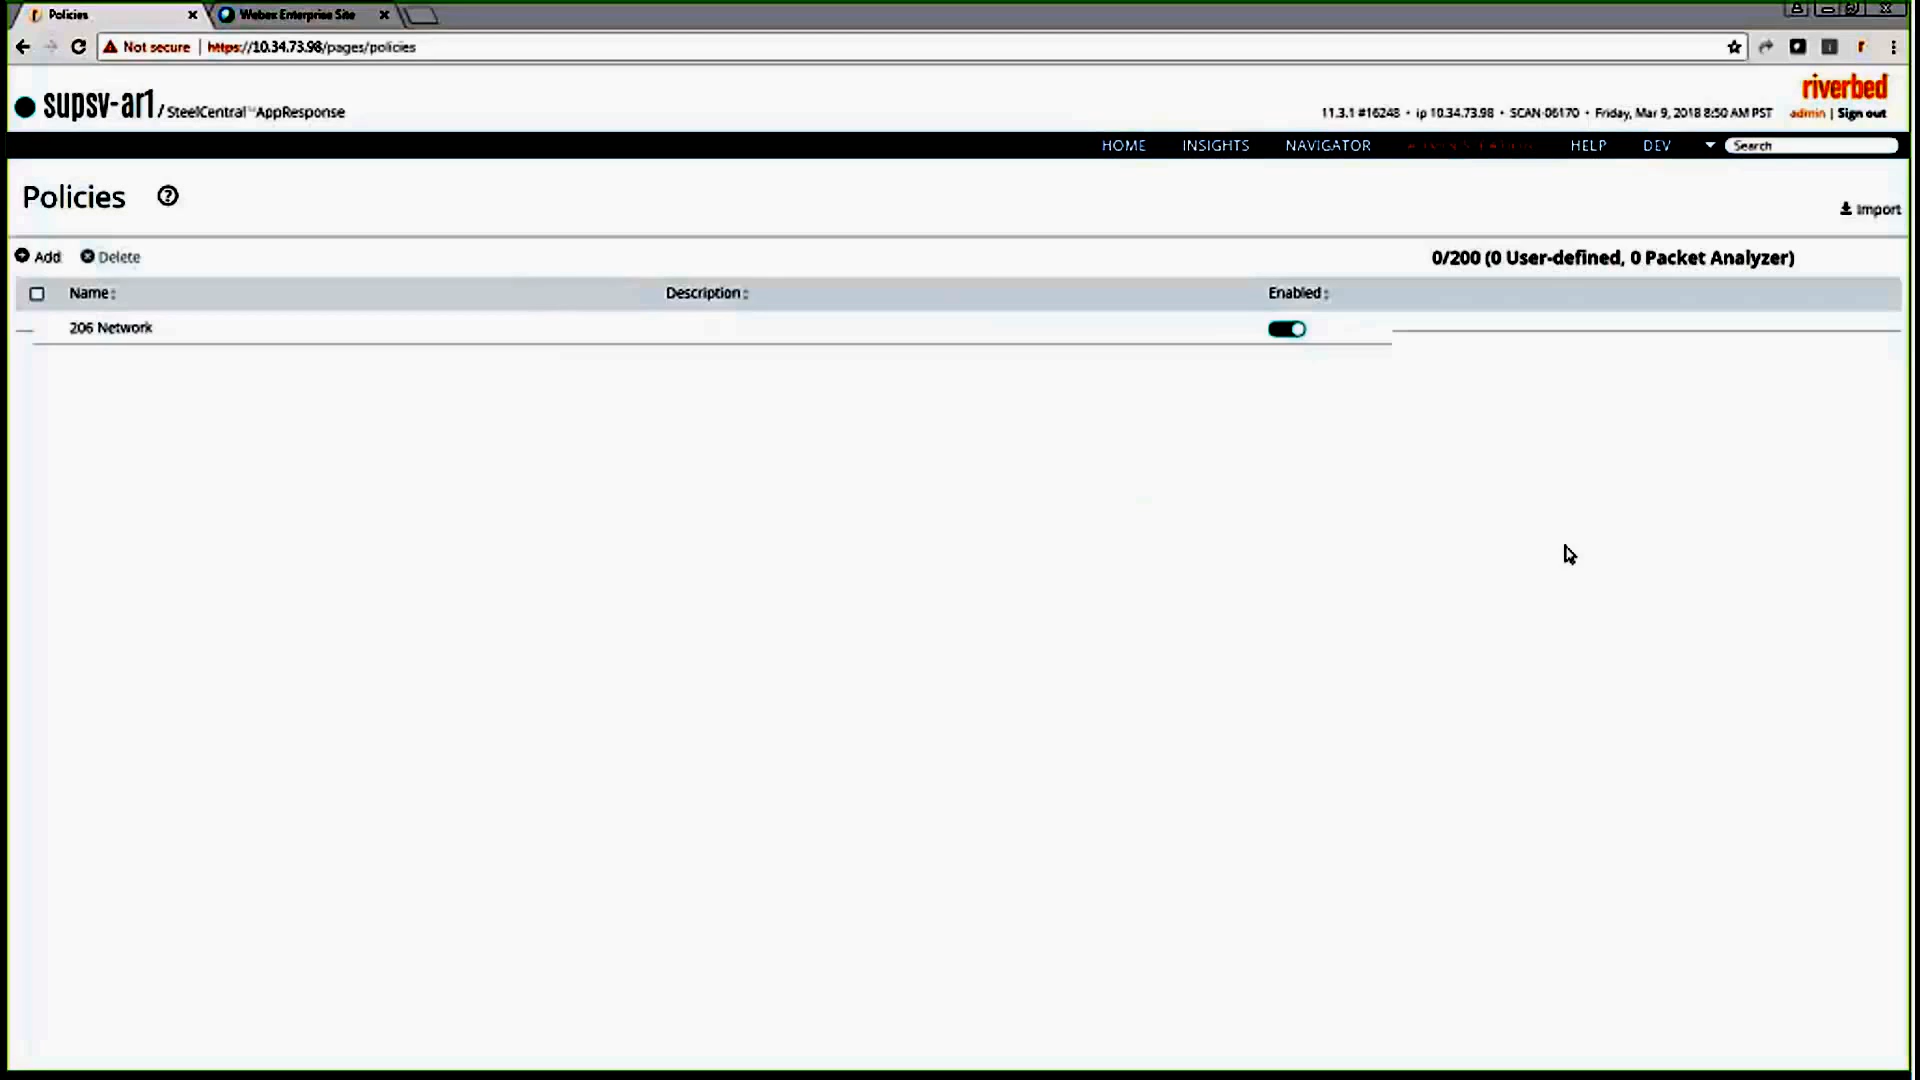 Policies
Webex Enterprise Site
Not secure
https://10.34.73.98/pages/policies
supsv-ar1 / SteelCentral™AppResponse
riverbed
11.3.1 #16248 • ip 10.34.73.98 • SCAN-06170 • Friday, Mar 9, 2018 8:50 AM PST
admin | Sign out
HOME INSIGHTS NAVIGATOR HELP DEV Search
Policies
Import
Add Delete
0/200 (0 User-defined, 0 Packet Analyzer)
Name Description Enabled
206 Network